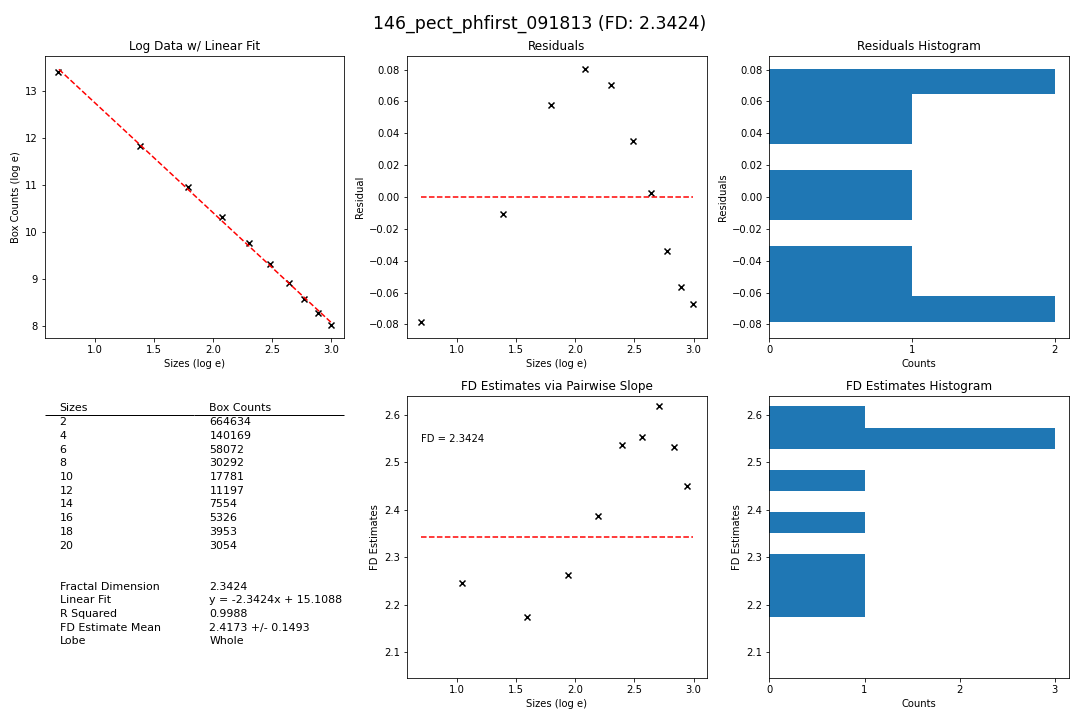 146_pect_phfirst_091813 (FD: 2.3424)
Log Data w/ Linear Fit
Box Counts (log e)
13
12
11
10
9
8
1.0 1.5 2.0 2.5 3.0
Sizes (log e)
Residuals
Residual
0.08
0.06
0.04
0.02
0.00
−0.02
−0.04
−0.06
−0.08
1.0 1.5 2.0 2.5 3.0
Sizes (log e)
Residuals Histogram
Residuals
0.08
0.06
0.04
0.02
0.00
−0.02
−0.04
−0.06
−0.08
0 1 2
Counts
Sizes Box Counts
2 664634
4 140169
6 58072
8 30292
10 17781
12 11197
14 7554
16 5326
18 3953
20 3054
Fractal Dimension 2.3424
Linear Fit y = -2.3424x + 15.1088
R Squared 0.9988
FD Estimate Mean 2.4173 +/- 0.1493
Lobe Whole
FD Estimates via Pairwise Slope
FD Estimates
2.6
2.5
2.4
2.3
2.2
2.1
FD = 2.3424
1.0 1.5 2.0 2.5 3.0
Sizes (log e)
FD Estimates Histogram
FD Estimates
2.6
2.5
2.4
2.3
2.2
2.1
0 1 2 3
Counts